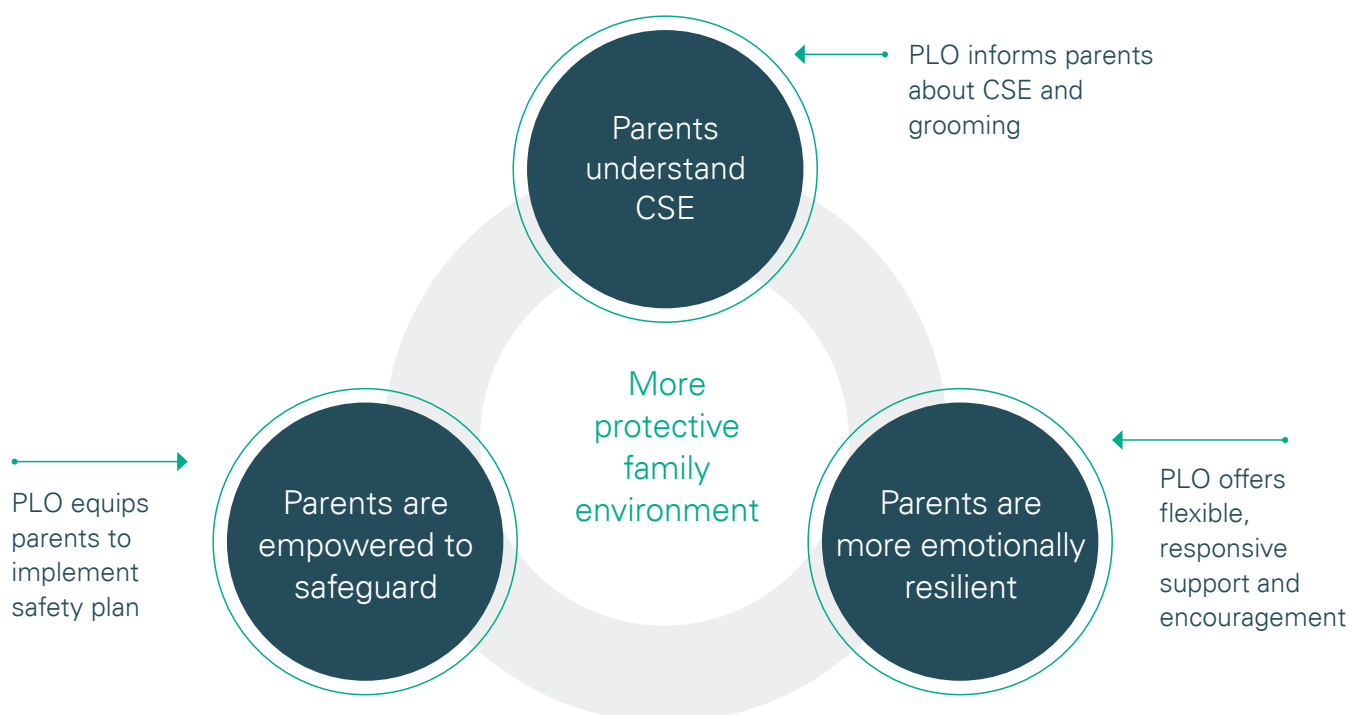 Parents
understand
CSE
PLO informs parents
about CSE and
grooming
More
protective
family
environment
PLO equips
parents to
implement
safety plan
Parents are
empowered to
safeguard
Parents are
more emotionally
resilient
PLO offers
flexible,
responsive
support and
encouragement